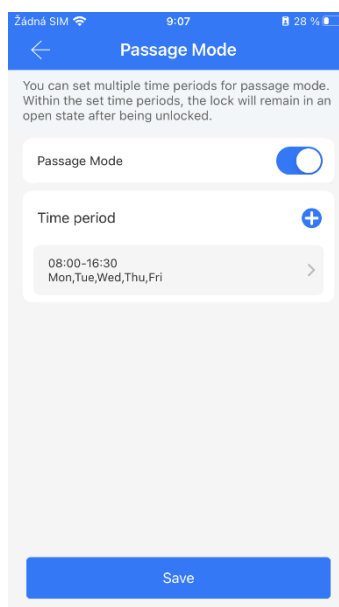 Žádná SIM 9:07 28 %
Passage Mode
You can set multiple time periods for passage mode.
Within the set time periods, the lock will remain in an
open state after being unlocked.
Passage Mode
Time period
08:00-16:30
Mon,Tue,Wed,Thu,Fri
Save